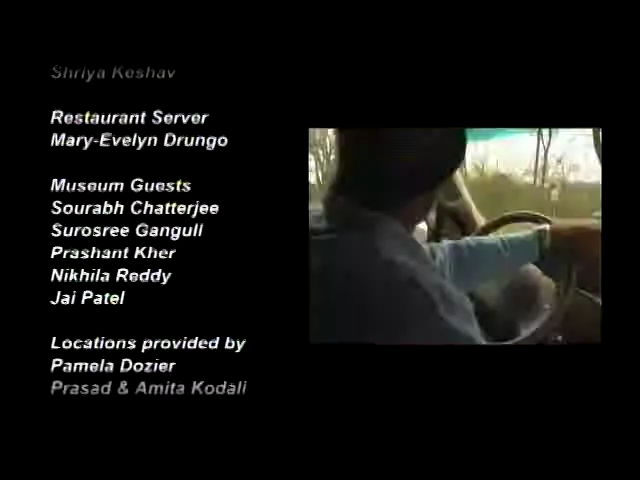 Shriya Keshav
Restaurant Server
Mary-Evelyn Drungo
Museum Guests
Sourabh Chatterjee
Surosree Gangull
Prashant Kher
Nikhila Reddy
Jai Patel
Locations provided by
Pamela Dozier
Prasad & Amita Kodali